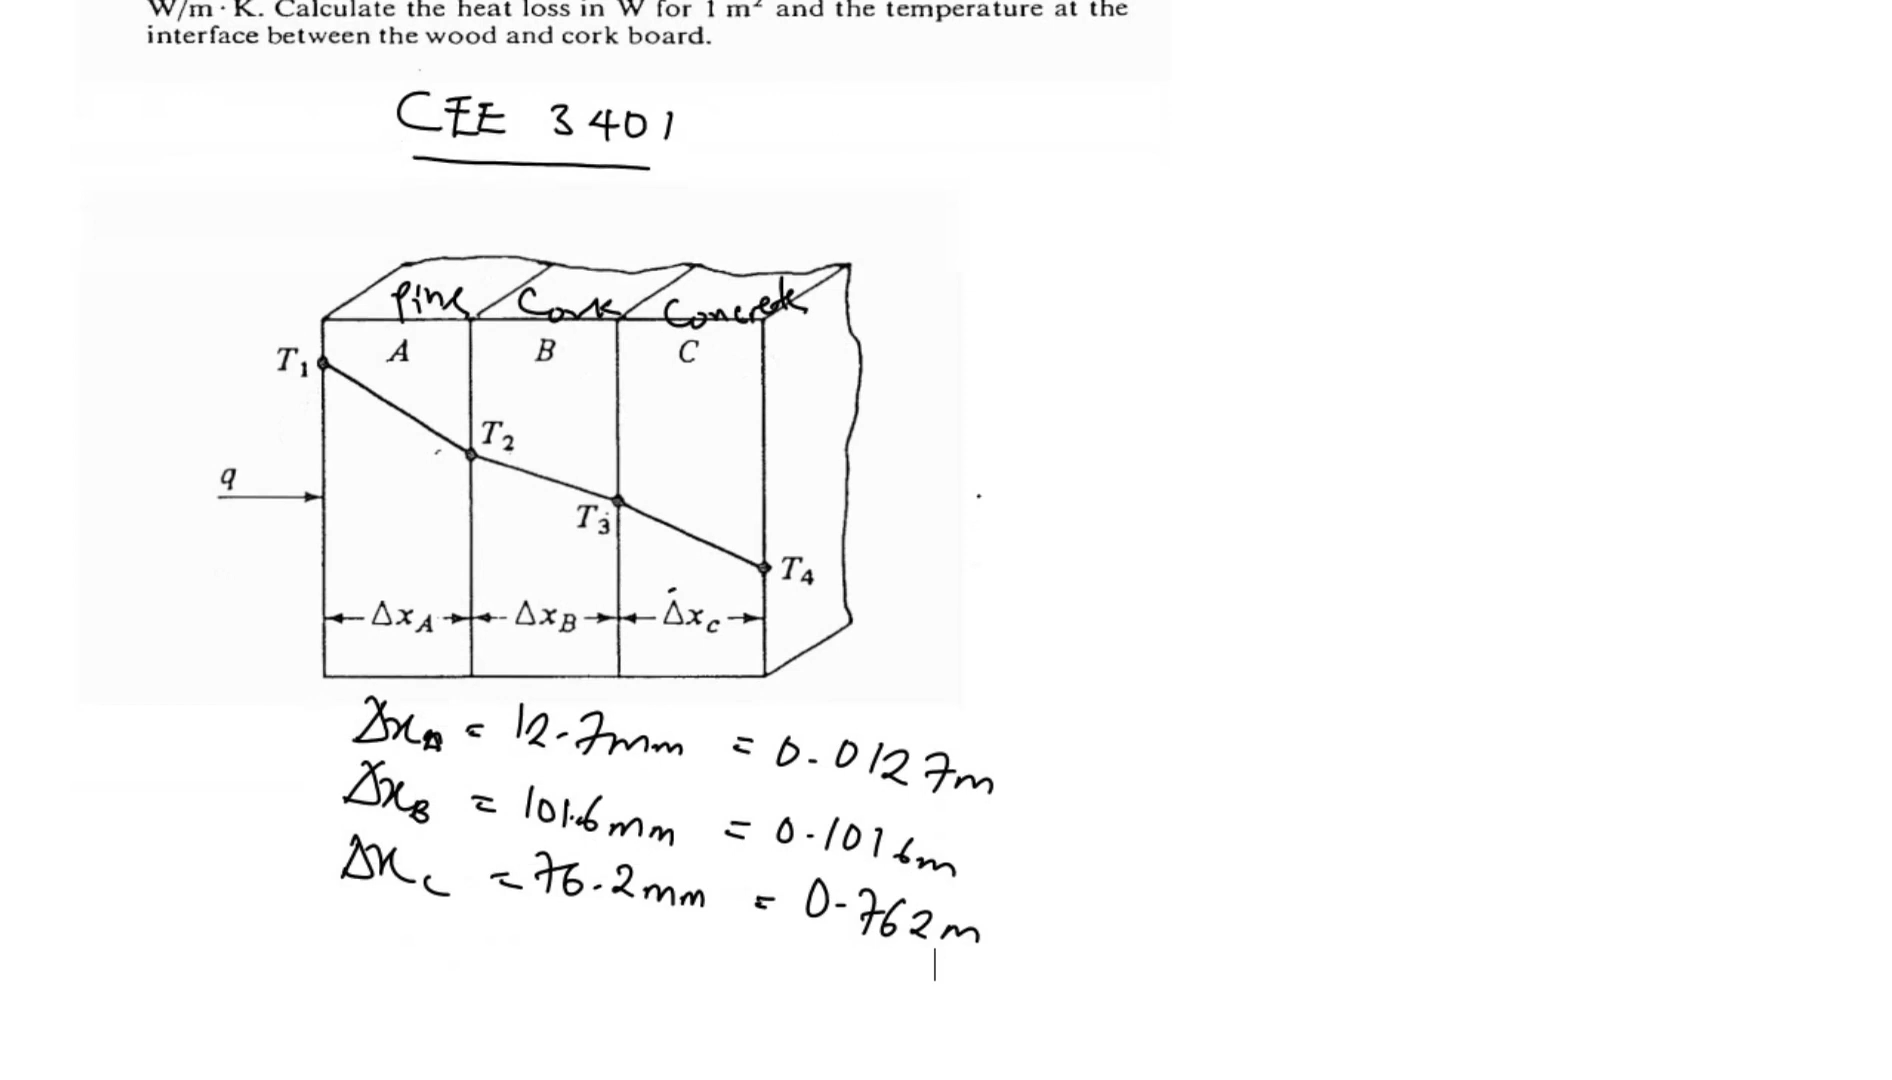 W/m · K. Calculate the heat loss in W for 1 m² and the temperature at the
interface between the wood and cork board.
CEE 3401
Pine Cork Concrete
A B C
T₁
T₂
q
T₃
T₄
Δx_A Δx_B Δx_C
Δx_A = 12.7mm = 0.0127m
Δx_B = 101.6mm = 0.1016m
Δx_C = 76.2mm = 0.762m